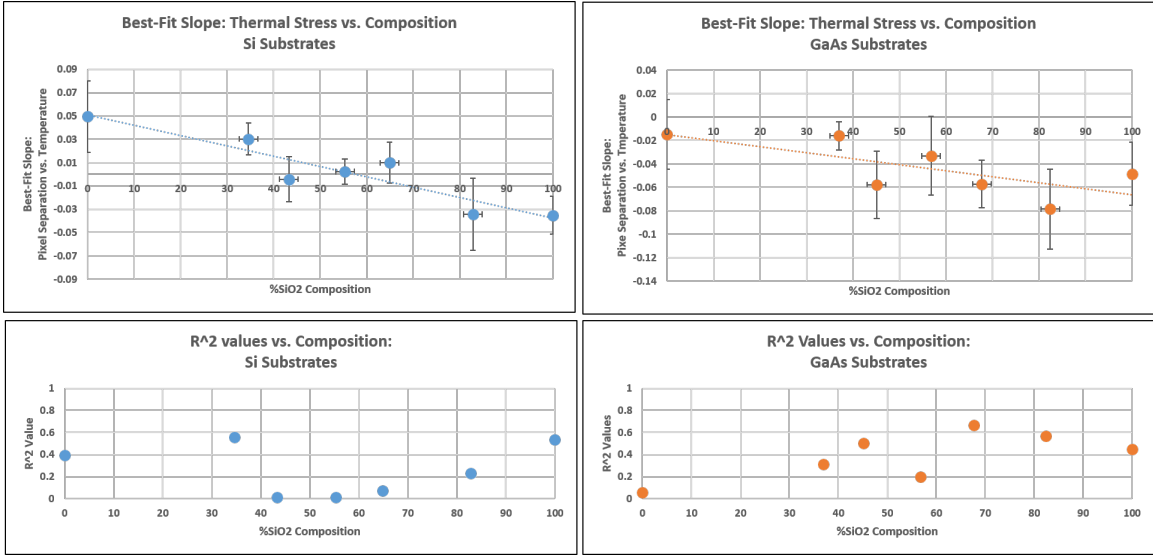 Best-Fit Slope: Thermal Stress vs. Composition
Si Substrates
0.09
0.07
0.05
0.03
0.01
-0.01
-0.03
-0.05
-0.07
-0.09
0 10 20 30 40 50 60 70 80 90 100
Best-Fit Slope:
Pixel Separation vs. Temperature
%SiO2 Composition
Best-Fit Slope: Thermal Stress vs. Composition
GaAs Substrates
0.04
0.02
0
-0.02
-0.04
-0.06
-0.08
-0.1
-0.12
-0.14
0 10 20 30 40 50 60 70 80 90 100
Best-Fit Slope:
Pixe Separation vs. Tmperature
%SiO2 Composition
R^2 values vs. Composition:
Si Substrates
1
0.8
0.6
0.4
0.2
0
0 10 20 30 40 50 60 70 80 90 100
R^2 Value
%SiO2 Composition
R^2 Values vs. Composition:
GaAs Substrates
1
0.8
0.6
0.4
0.2
0
0 10 20 30 40 50 60 70 80 90 100
R^2 Values
%SiO2 Composition